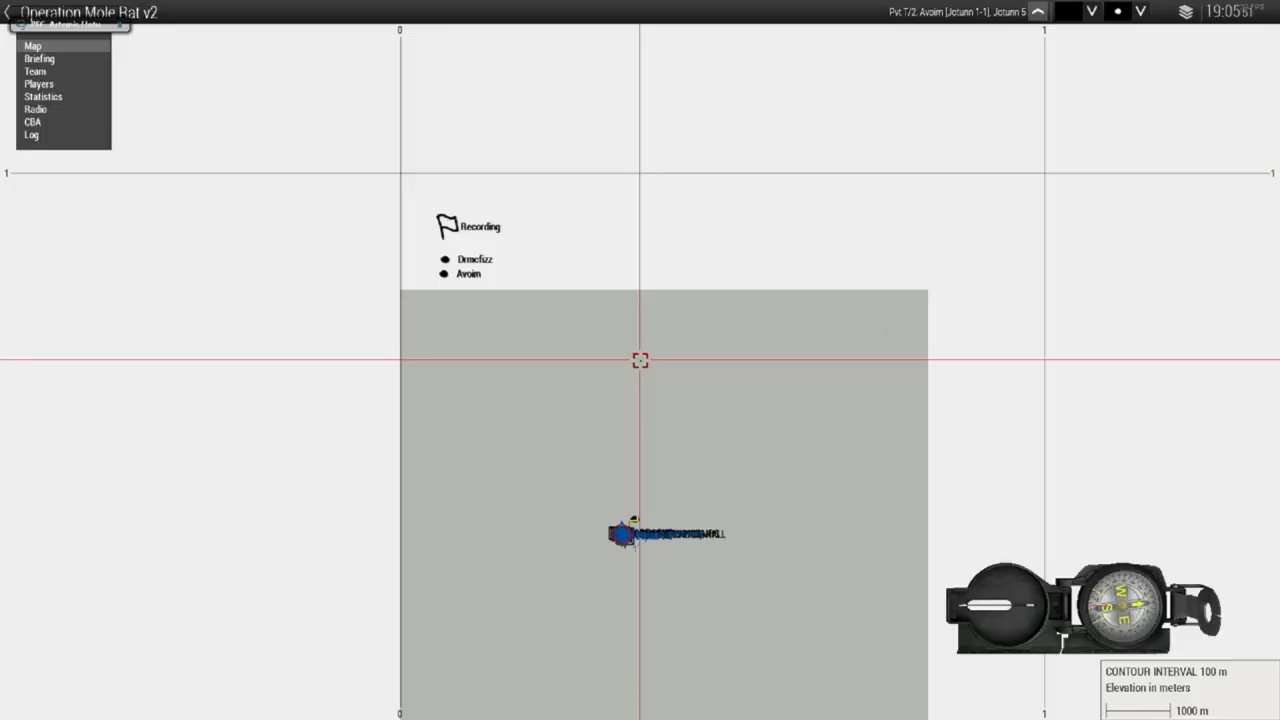 Operation Mole Rat v2
Pvt T/2. Avoim [Jotunn 1-1], Jotunn 5
19:05
Map
Briefing
Team
Players
Statistics
Radio
CBA
Log
0
1
1
1
Recording
Drmcfizz
Avoim
W
S
E
CONTOUR INTERVAL 100 m
Elevation in meters
1000 m
0
1